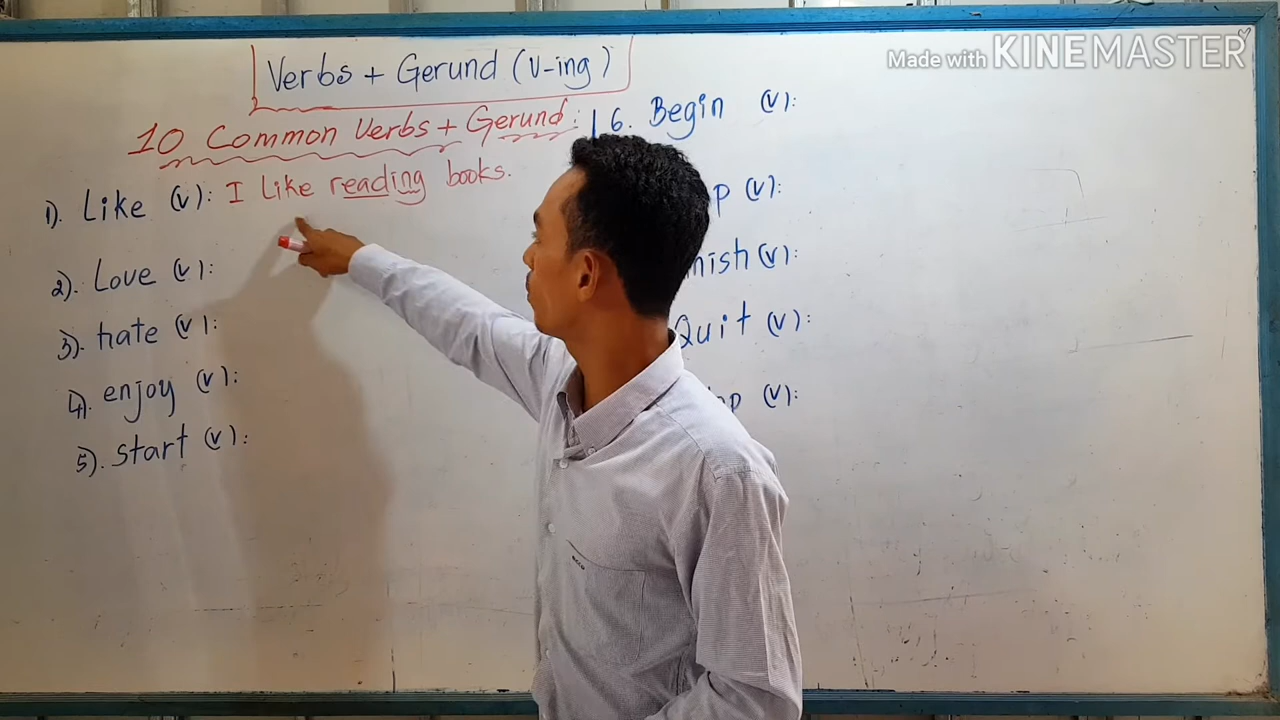 Made with KINEMASTER
Verbs + Gerund (V-ing)
10 Common Verbs + Gerund:
1). Like (v): I Like reading books.
2). Love (v):
3). hate (v):
4). enjoy (v):
5). start (v):
6. Begin (v):
p (v):
nish (v):
Quit (v):
p (v):